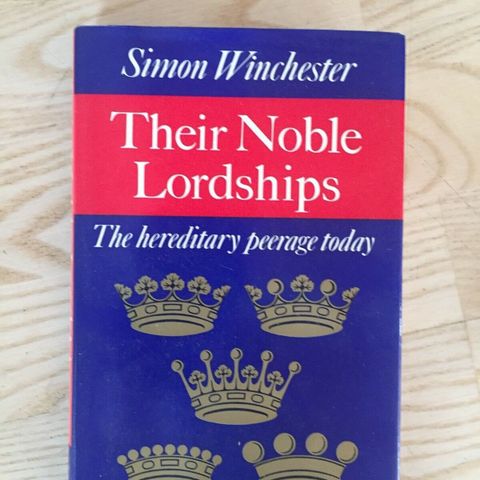 Simon Winchester
Their Noble
Lordships
The hereditary peerage today